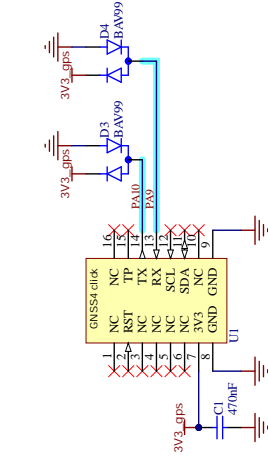 D4
BAV99
3V3_gps
D3
BAV99
3V3_gps
PA10
PA9
16
15
14
13
12
11
10
9
NC
TP
TX
RX
SCL
SDA
NC
GND
GNSS4 click
NC
RST
NC
NC
NC
NC
3V3
GND
1
2
3
4
5
6
7
8
U1
3V3_gps
C1
470nF